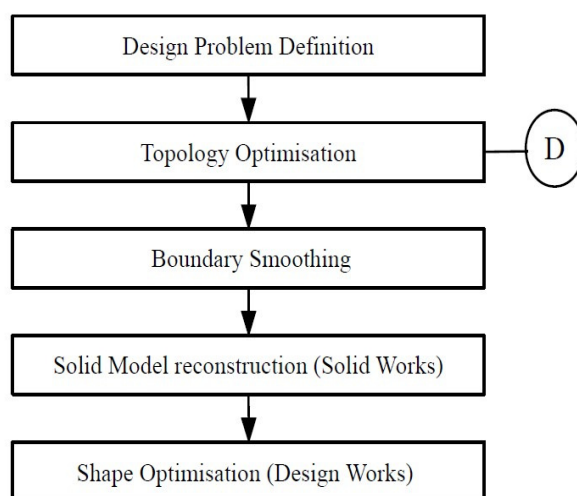 Design Problem Definition
Topology Optimisation
D
Boundary Smoothing
Solid Model reconstruction (Solid Works)
Shape Optimisation (Design Works)